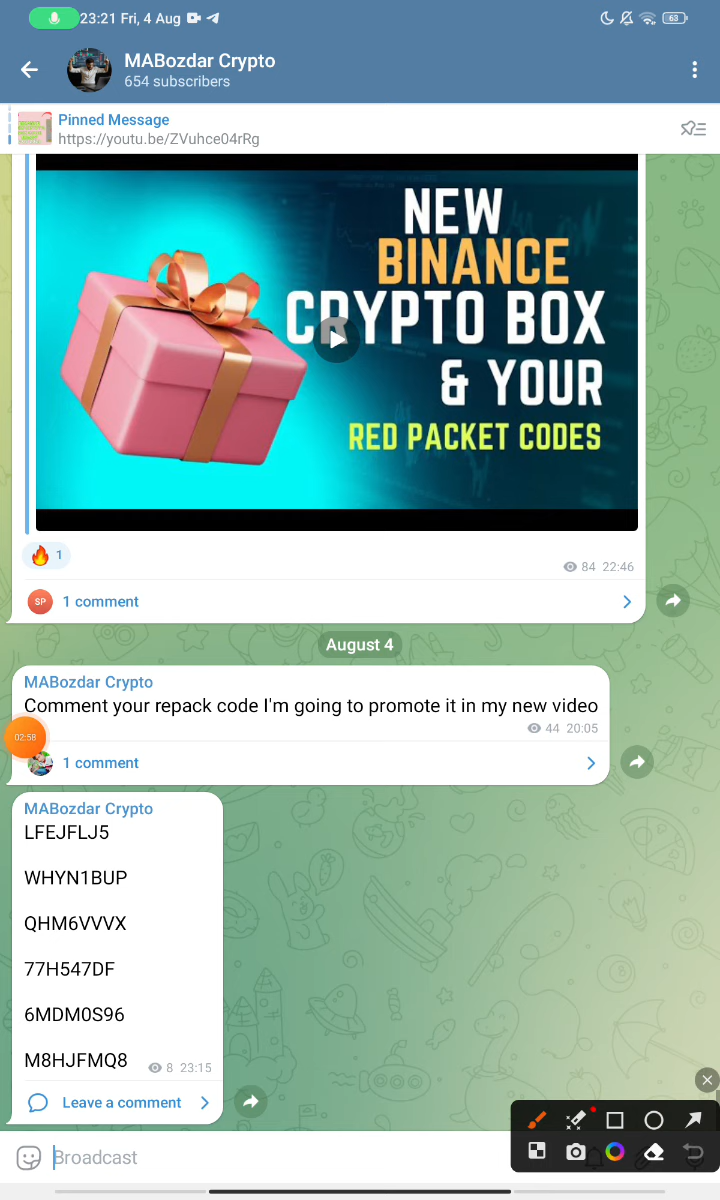 23:21 Fri, 4 Aug
63
MABozdar Crypto
654 subscribers
Pinned Message
https://youtu.be/ZVuhce04rRg
NEW
BINANCE
CRYPTO BOX
& YOUR
RED PACKET CODES
🔥 1
84 22:46
SP 1 comment
August 4
MABozdar Crypto
Comment your repack code I'm going to promote it in my new video
44 20:05
02:58
1 comment
MABozdar Crypto
LFEJFLJ5
WHYN1BUP
QHM6VVVX
77H547DF
6MDM0S96
M8HJFMQ8
8 23:15
Leave a comment
Broadcast